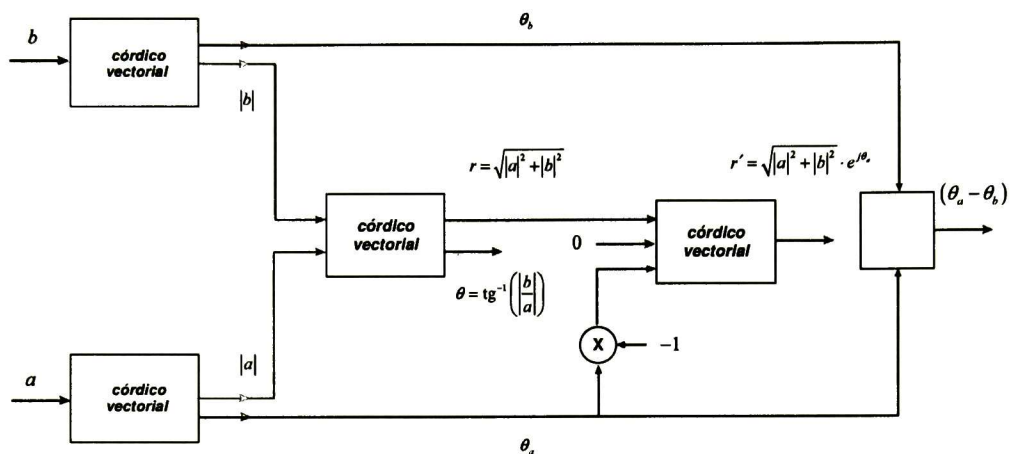 θ_b
b
córdico
vectorial
|b|
r = √(|a|² + |b|²)
r′ = √(|a|² + |b|²) · e^{jθ_a}
(θ_a − θ_b)
córdico
vectorial
0
córdico
vectorial
θ = tg⁻¹(|b/a|)
X
−1
|a|
a
córdico
vectorial
θ_a